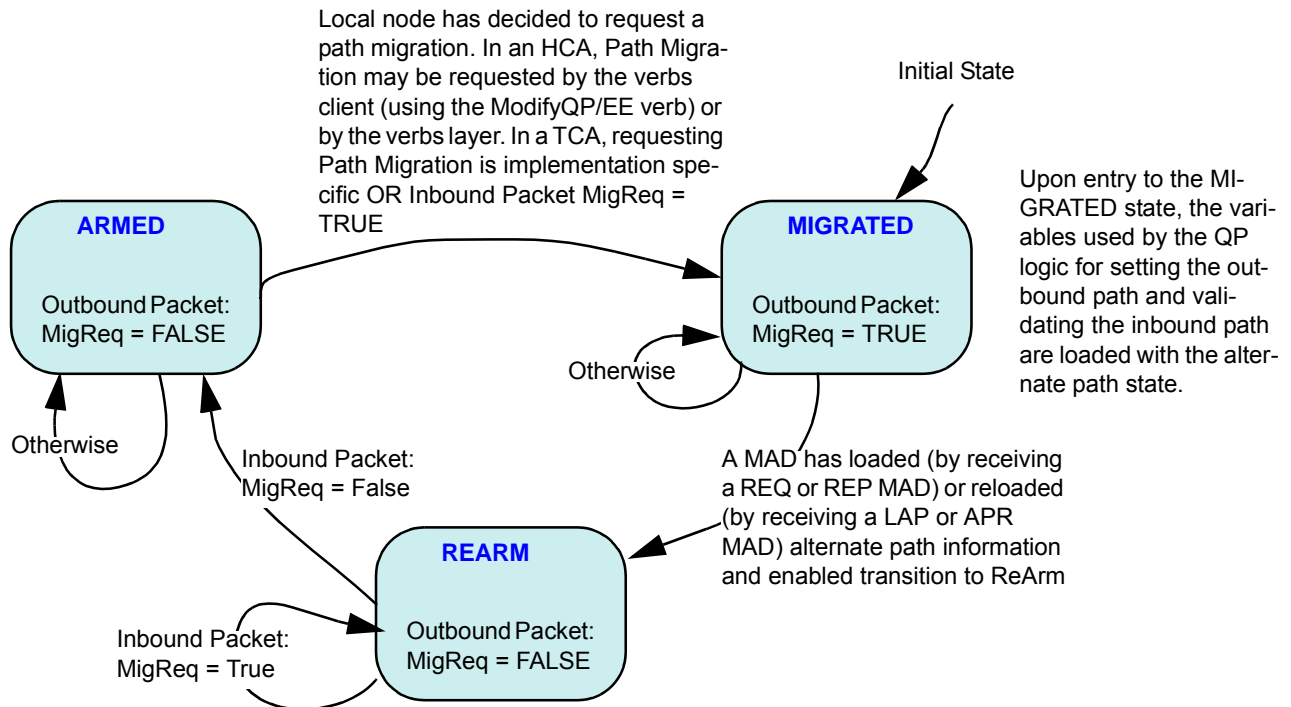 Local node has decided to request a
path migration. In an HCA, Path Migra-
tion may be requested by the verbs
client (using the ModifyQP/EE verb) or
by the verbs layer. In a TCA, requesting
Path Migration is implementation spe-
cific OR Inbound Packet MigReq =
TRUE
Initial State
ARMED
Outbound Packet:
MigReq = FALSE
MIGRATED
Outbound Packet:
MigReq = TRUE
Upon entry to the MI-
GRATED state, the vari-
ables used by the QP
logic for setting the out-
bound path and vali-
dating the inbound path
are loaded with the alter-
nate path state.
Otherwise
Otherwise
Inbound Packet:
MigReq = False
A MAD has loaded (by receiving
a REQ or REP MAD) or reloaded
(by receiving a LAP or APR
MAD) alternate path information
and enabled transition to ReArm
REARM
Outbound Packet:
MigReq = FALSE
Inbound Packet:
MigReq = True